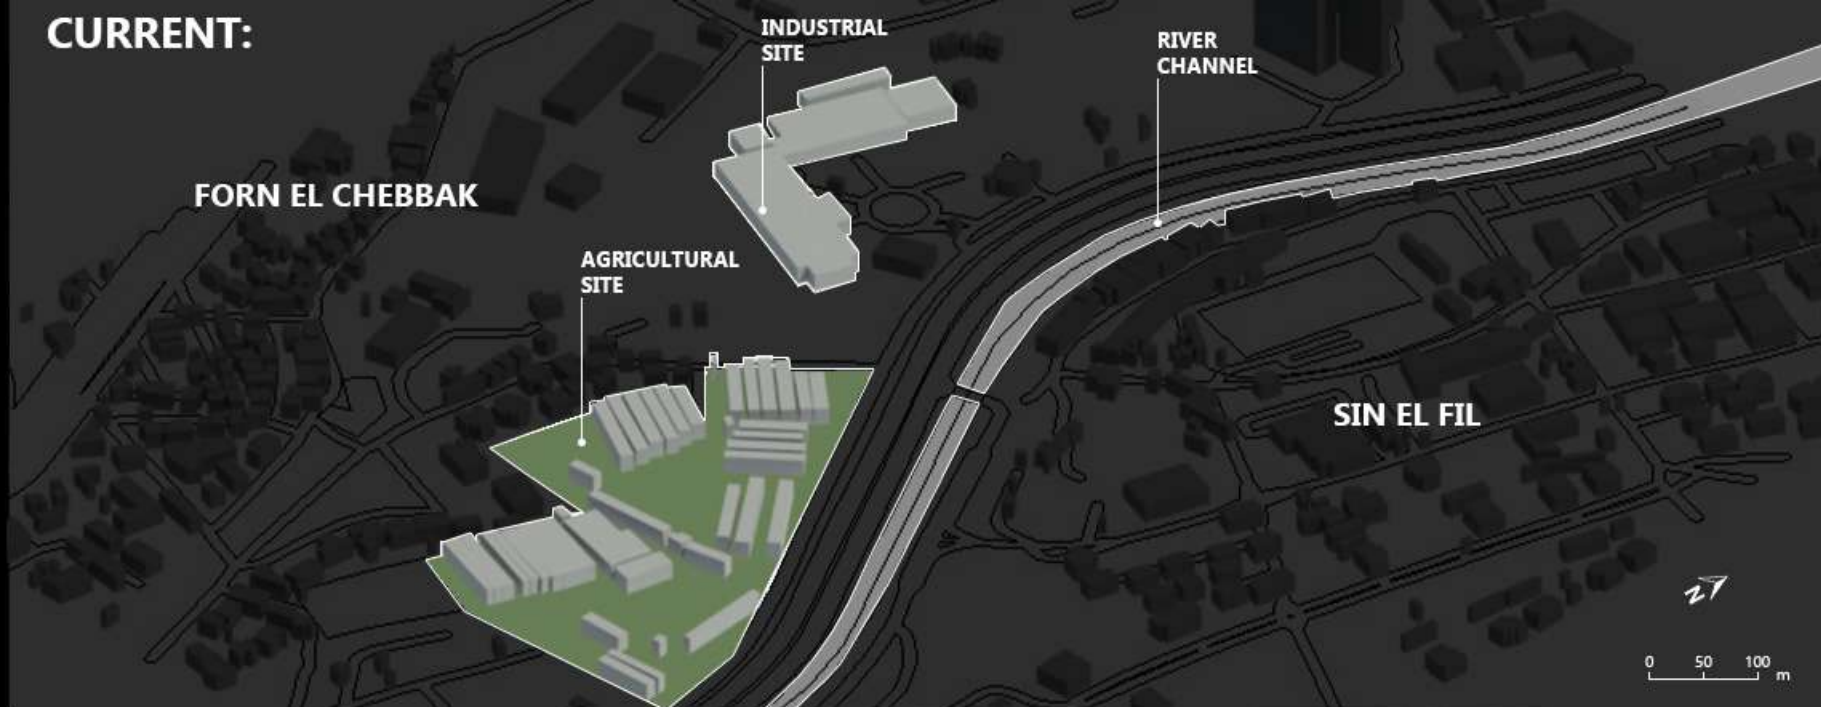 CURRENT:
INDUSTRIAL
SITE
RIVER
CHANNEL
FORN EL CHEBBAK
AGRICULTURAL
SITE
SIN EL FIL
N
0 50 100
m